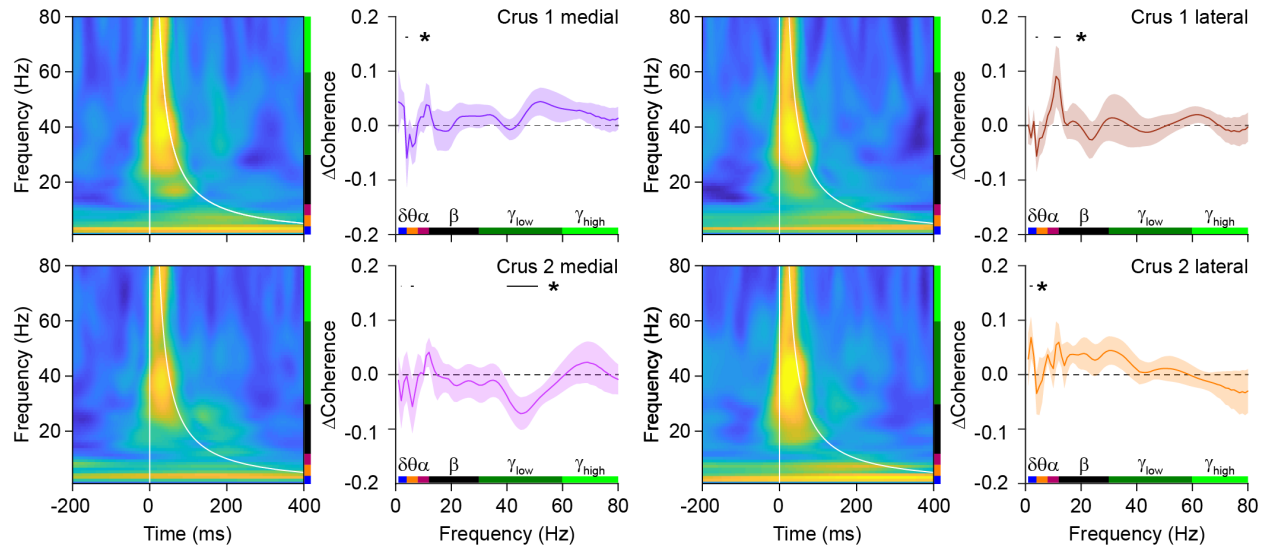 Crus 1 medial
80
60
40
20
Frequency (Hz)
0.2
0.1
0.0
-0.1
-0.2
ΔCoherence
*
δθα β γlow γhigh
Crus 1 lateral
80
60
40
20
Frequency (Hz)
0.2
0.1
0.0
-0.1
-0.2
ΔCoherence
*
δθα β γlow γhigh
Crus 2 medial
80
60
40
20
Frequency (Hz)
-200 0 200 400
Time (ms)
0.2
0.1
0.0
-0.1
-0.2
ΔCoherence
*
δθα β γlow γhigh
0 20 40 60 80
Frequency (Hz)
Crus 2 lateral
80
60
40
20
Frequency (Hz)
-200 0 200 400
Time (ms)
0.2
0.1
0.0
-0.1
-0.2
ΔCoherence
*
δθα β γlow γhigh
0 20 40 60 80
Frequency (Hz)